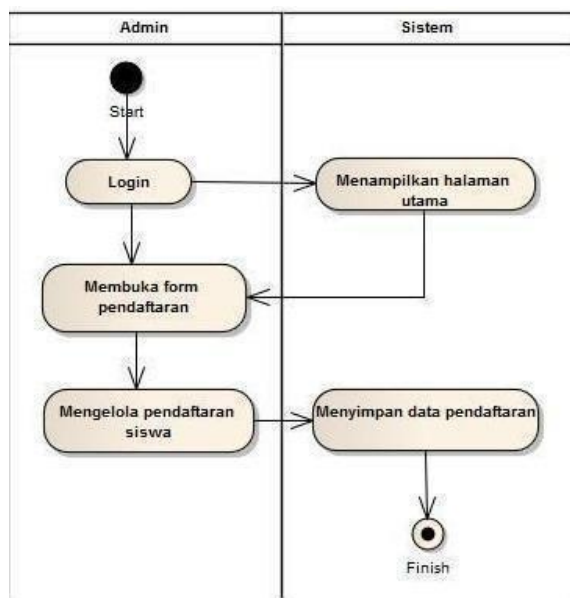 Admin
Sistem
Start
Login
Menampilkan halaman
utama
Membuka form
pendaftaran
Mengelola pendaftaran
siswa
Menyimpan data pendaftaran
Finish